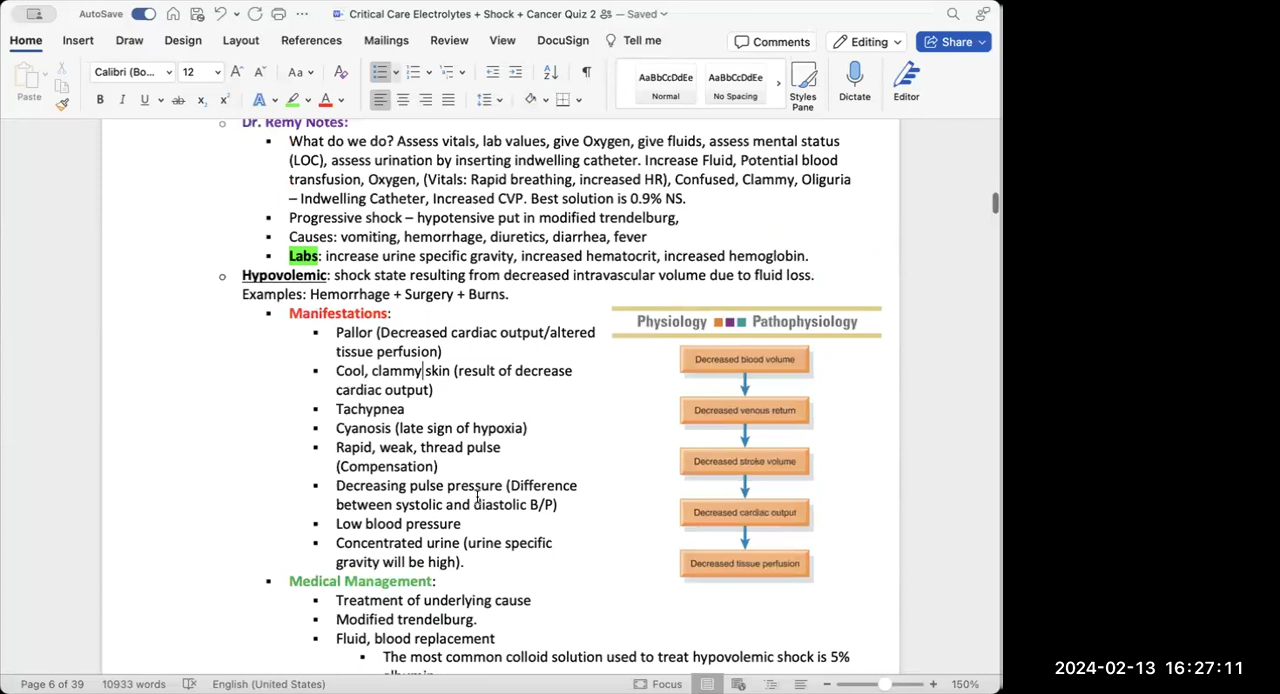 AutoSave
Critical Care Electrolytes + Shock + Cancer Quiz 2
— Saved
Home Insert Draw Design Layout References Mailings Review View DocuSign Tell me
Comments Editing Share
Paste
Calibri (Bo... 12
AaBbCcDdEe AaBbCcDdEe
Normal No Spacing
Styles Pane
Dictate
Editor
Dr. Remy Notes:
What do we do? Assess vitals, lab values, give Oxygen, give fluids, assess mental status
(LOC), assess urination by inserting indwelling catheter. Increase Fluid, Potential blood
transfusion, Oxygen, (Vitals: Rapid breathing, increased HR), Confused, Clammy, Oliguria
– Indwelling Catheter, Increased CVP. Best solution is 0.9% NS.
Progressive shock – hypotensive put in modified trendelburg,
Causes: vomiting, hemorrhage, diuretics, diarrhea, fever
Labs: increase urine specific gravity, increased hematocrit, increased hemoglobin.
Hypovolemic: shock state resulting from decreased intravascular volume due to fluid loss.
Examples: Hemorrhage + Surgery + Burns.
Manifestations:
Pallor (Decreased cardiac output/altered
tissue perfusion)
Cool, clammy skin (result of decrease
cardiac output)
Tachypnea
Cyanosis (late sign of hypoxia)
Rapid, weak, thread pulse
(Compensation)
Decreasing pulse pressure (Difference
between systolic and diastolic B/P)
Low blood pressure
Concentrated urine (urine specific
gravity will be high).
Physiology Pathophysiology
Decreased blood volume
Decreased venous return
Decreased stroke volume
Decreased cardiac output
Decreased tissue perfusion
Medical Management:
Treatment of underlying cause
Modified trendelburg.
Fluid, blood replacement
The most common colloid solution used to treat hypovolemic shock is 5%
Page 6 of 39 10933 words English (United States) Focus 150%
2024-02-13 16:27:11